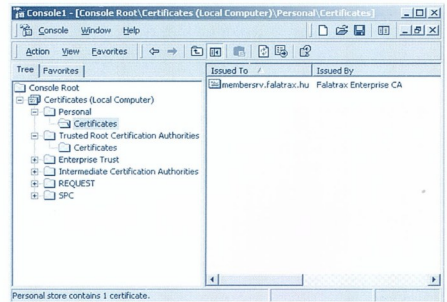 Console1 - [Console Root\Certificates (Local Computer)\Personal\Certificates]
Console Window Help
Action View Favorites
Tree Favorites
Issued To Issued By
Console Root
Certificates (Local Computer)
Personal
Certificates
Trusted Root Certification Authorities
Certificates
Enterprise Trust
Intermediate Certification Authorities
REQUEST
SPC
membersrv.falatrax.hu Falatrax Enterprise CA
Personal store contains 1 certificate.